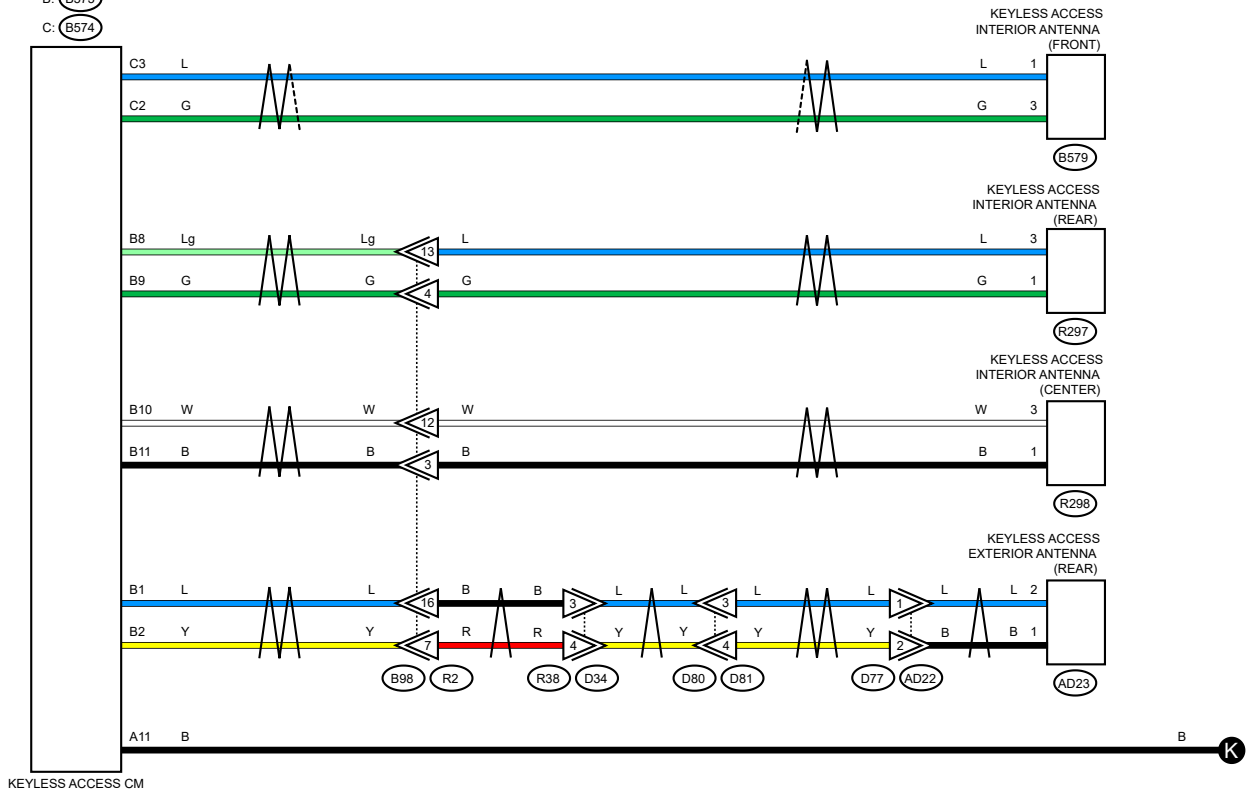 C: B574
KEYLESS ACCESS
INTERIOR ANTENNA
(FRONT)
C3 L L 1
C2 G G 3
B579
KEYLESS ACCESS
INTERIOR ANTENNA
(REAR)
B8 Lg Lg 13 L L 3
B9 G G 4 G G 1
R297
KEYLESS ACCESS
INTERIOR ANTENNA
(CENTER)
B10 W W 12 W W 3
B11 B B 3 B B 1
R298
KEYLESS ACCESS
EXTERIOR ANTENNA
(REAR)
B1 L L 16 B B 3 L L 3 L L 1 L L 2
B2 Y Y 7 R R 4 Y Y 4 Y Y 2 B B 1
B98 R2 R38 D34 D80 D81 D77 AD22
AD23
A11 B B
K
KEYLESS ACCESS CM